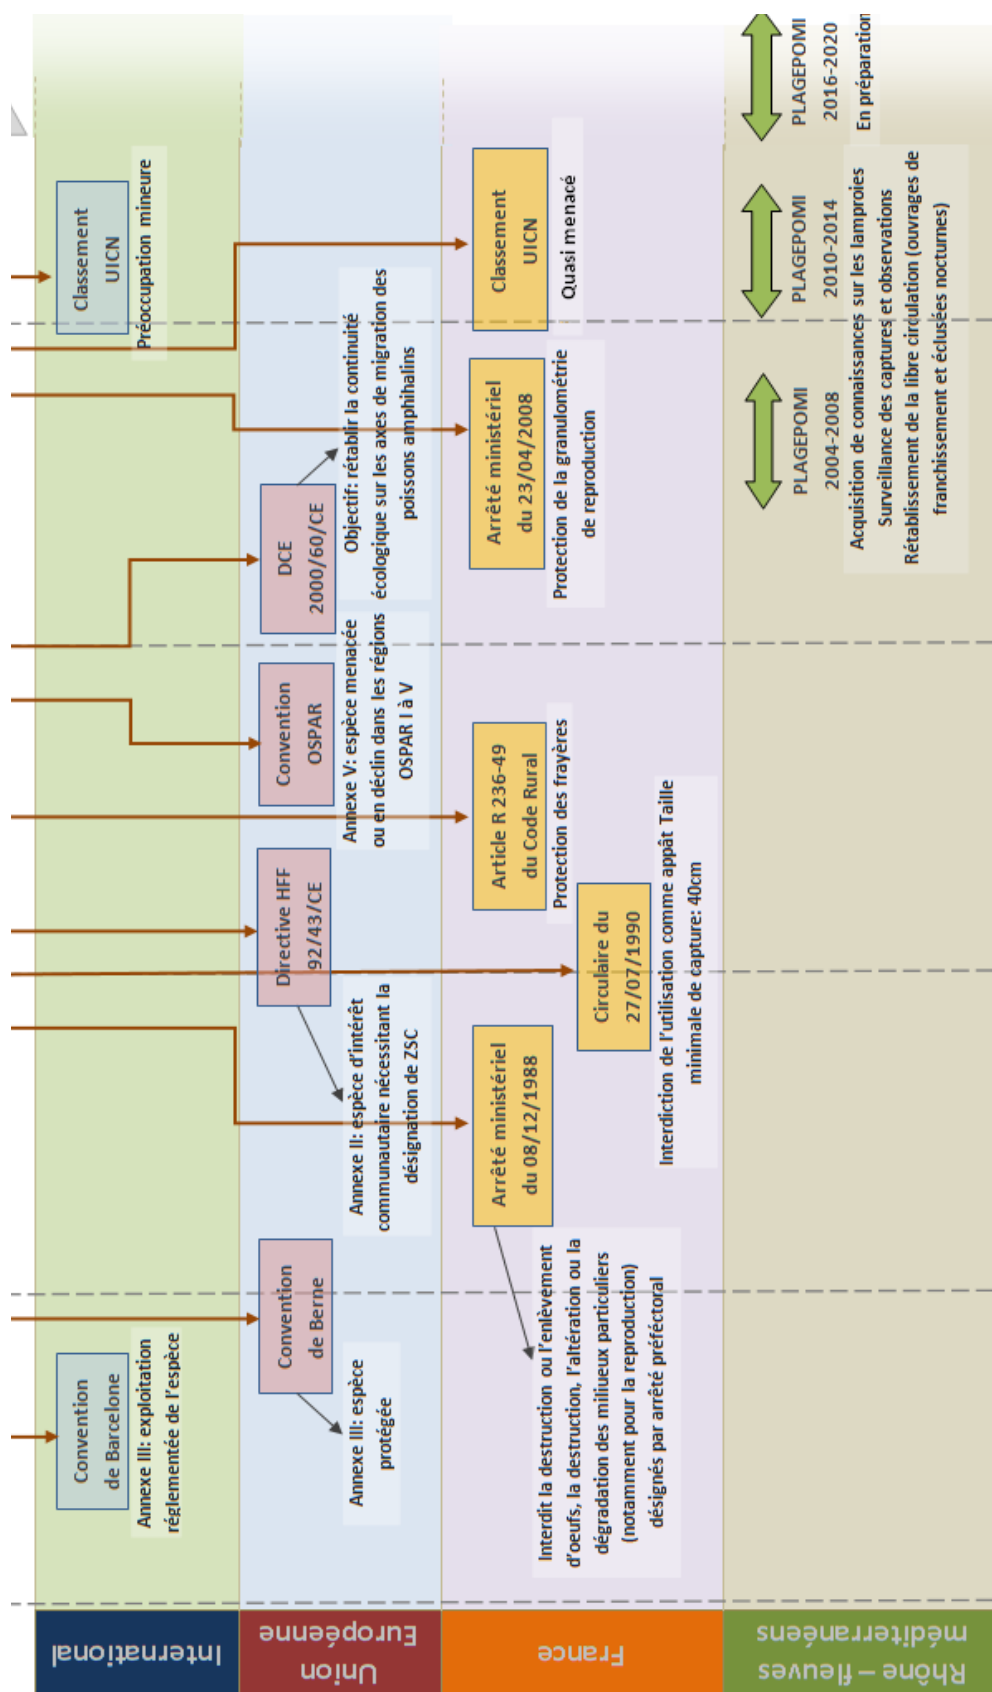 International
Convention
de Barcelone
Annexe III: exploitation
réglementée de l'espèce
Classement
UICN
Préoccupation mineure
Union
Européenne
Convention
de Berne
Annexe III: espèce
protégée
Directive HFF
92/43/CE
Annexe II: espèce d'intérêt
communautaire nécessitant la
désignation de ZSC
Convention
OSPAR
Annexe V: espèce menacée
ou en déclin dans les régions
OSPAR I à V
DCE
2000/60/CE
Objectif: rétablir la continuité
écologique sur les axes de migration des
poissons amphihalins
France
Arrêté ministériel
du 08/12/1988
Interdit la destruction ou l'enlèvement
d'oeufs, la destruction, l'altération ou la
dégradation des miliueux particuliers
(notamment pour la reproduction)
désignés par arrêté préféctoral
Circulaire du
27/07/1990
Interdiction de l'utilisation comme appât Taille
minimale de capture: 40cm
Article R 236-49
du Code Rural
Protection des frayères
Arrêté ministériel
du 23/04/2008
Protection de la granulométrie
de reproduction
Classement
UICN
Quasi menacé
Rhône – fleuves
méditerranéens
PLAGEPOMI
2004-2008
PLAGEPOMI
2010-2014
Acquisition de connaissances sur les lamproies
Surveillance des captures et observations
Rétablissement de la libre circulation (ouvrages de
franchissement et éclusées nocturnes)
PLAGEPOMI
2016-2020
En préparation